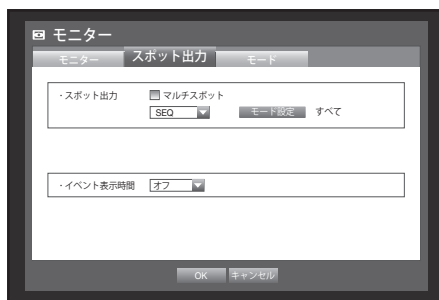 モニター
モニター スポット出力 モード
・スポット出力 マルチスポット
SEQ モード設定 すべて
・イベント表示時間 オフ
OK キャンセル